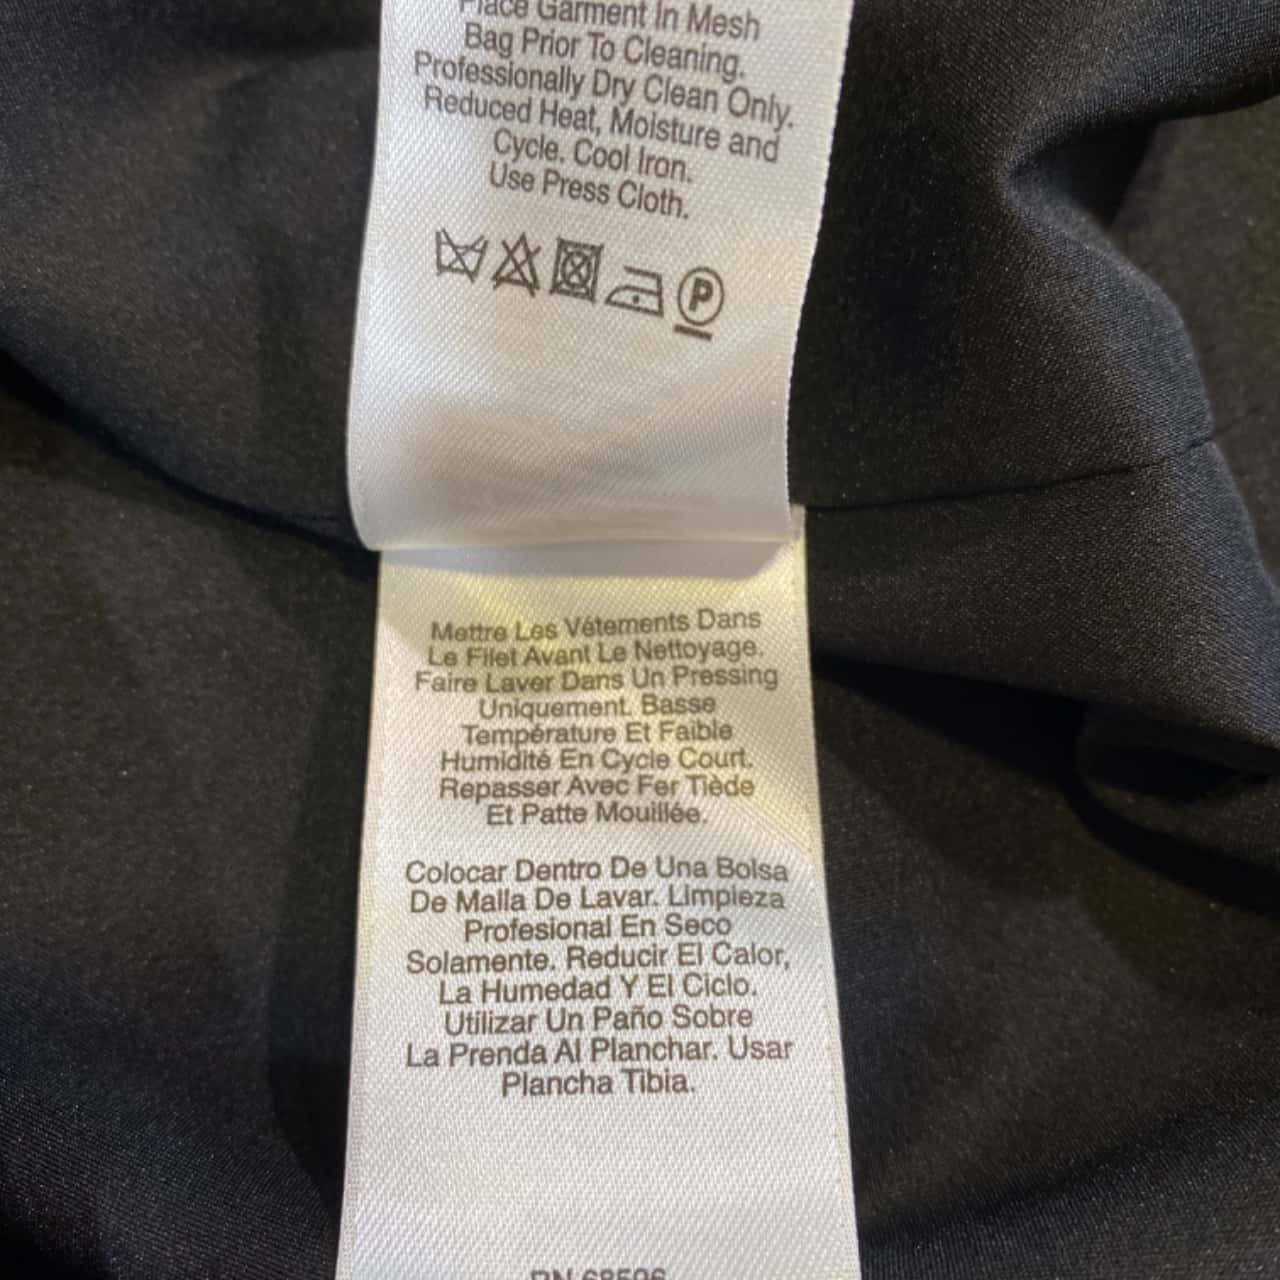 Place Garment In Mesh
Bag Prior To Cleaning.
Professionally Dry Clean Only.
Reduced Heat, Moisture and
Cycle. Cool Iron.
Use Press Cloth.
P
Mettre Les Vêtements Dans
Le Filet Avant Le Nettoyage.
Faire Laver Dans Un Pressing
Uniquement. Basse
Température Et Faible
Humidité En Cycle Court.
Repasser Avec Fer Tiède
Et Patte Mouillée.
Colocar Dentro De Una Bolsa
De Malla De Lavar. Limpieza
Profesional En Seco
Solamente. Reducir El Calor,
La Humedad Y El Ciclo.
Utilizar Un Paño Sobre
La Prenda Al Planchar. Usar
Plancha Tibia.
RN